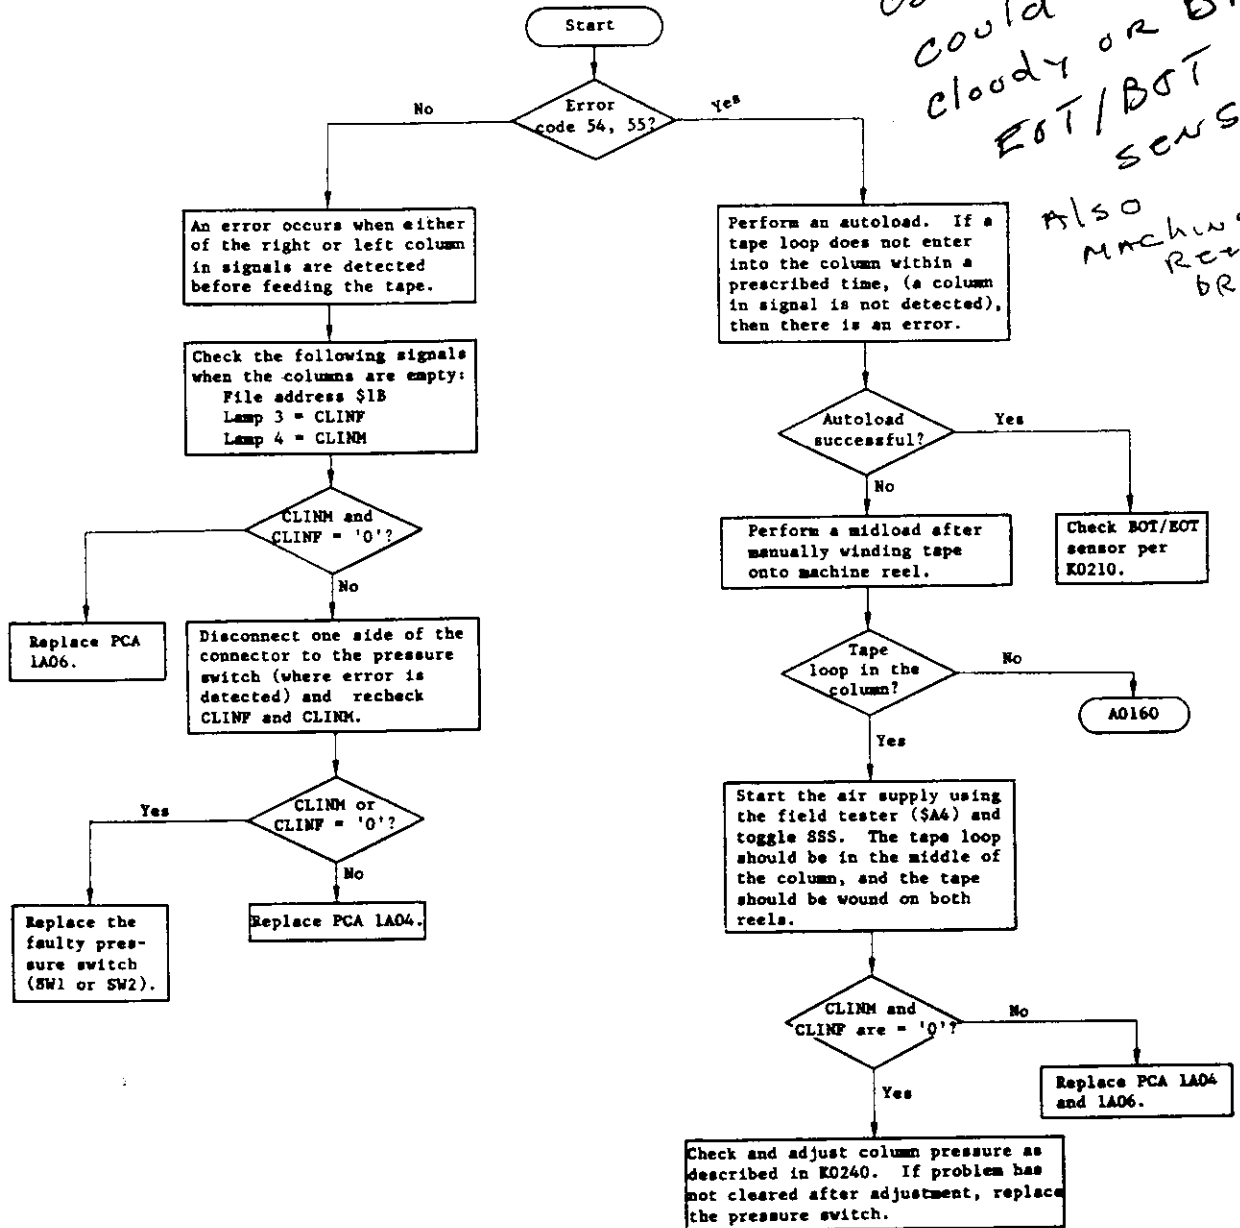 Start
could
cloudy OR
EOT/BOT
SENS
Also
MAChin
Error
code 54, 55?
No
Yes
An error occurs when either
of the right or left column
in signals are detected
before feeding the tape.
Perform an autoload. If a
tape loop does not enter
into the column within a
prescribed time, (a column
in signal is not detected),
then there is an error.
Check the following signals
when the columns are empty:
File address $1B
Lamp 3 = CLINF
Lamp 4 = CLINM
Autoload
successful?
Yes
No
CLINM and
CLINF = '0'?
No
Perform a midload after
manually winding tape
onto machine reel.
Check BOT/EOT
sensor per
K0210.
Replace PCA
1A06.
Disconnect one side of the
connector to the pressure
switch (where error is
detected) and recheck
CLINF and CLINM.
Tape
loop in the
column?
No
A0160
Yes
CLINM or
CLINF = '0'?
Yes
No
Start the air supply using
the field tester ($A4) and
toggle SSS. The tape loop
should be in the middle of
the column, and the tape
should be wound on both
reels.
Replace the
faulty pres-
sure switch
(SW1 or SW2).
Replace PCA 1A04.
CLINM and
CLINF are = '0'?
No
Yes
Replace PCA 1A04
and 1A06.
Check and adjust column pressure as
described in K0240. If problem has
not cleared after adjustment, replace
the pressure switch.